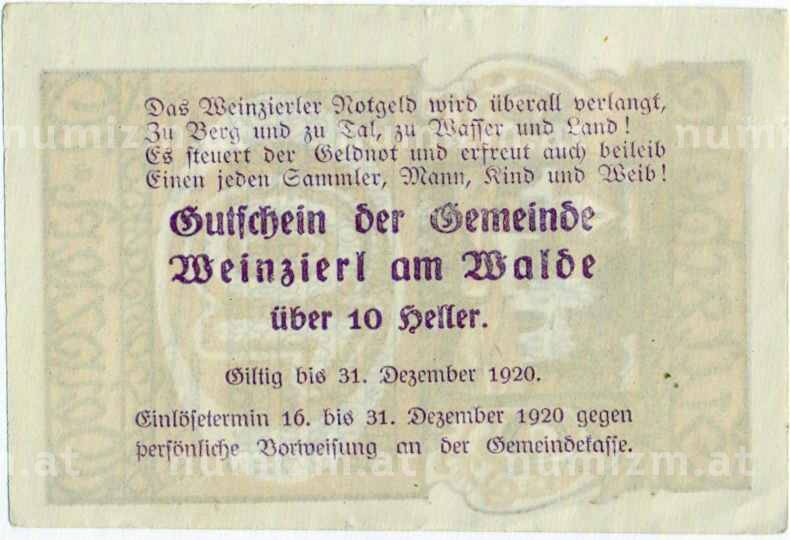 Das Weinzierler Notgeld wird überall verlangt,
Zu Berg und zu Tal, zu Wasser und Land!
Es steuert der Geldnot und erfreut auch beileib
Einen jeden Sammler, Mann, Kind und Weib!
Gutschein der Gemeinde
Weinzierl am Walde
über 10 Heller.
Giltig bis 31. Dezember 1920.
Einlösetermin 16. bis 31. Dezember 1920 gegen
persönliche Vorweisung an der Gemeindekasse.
numizm.at